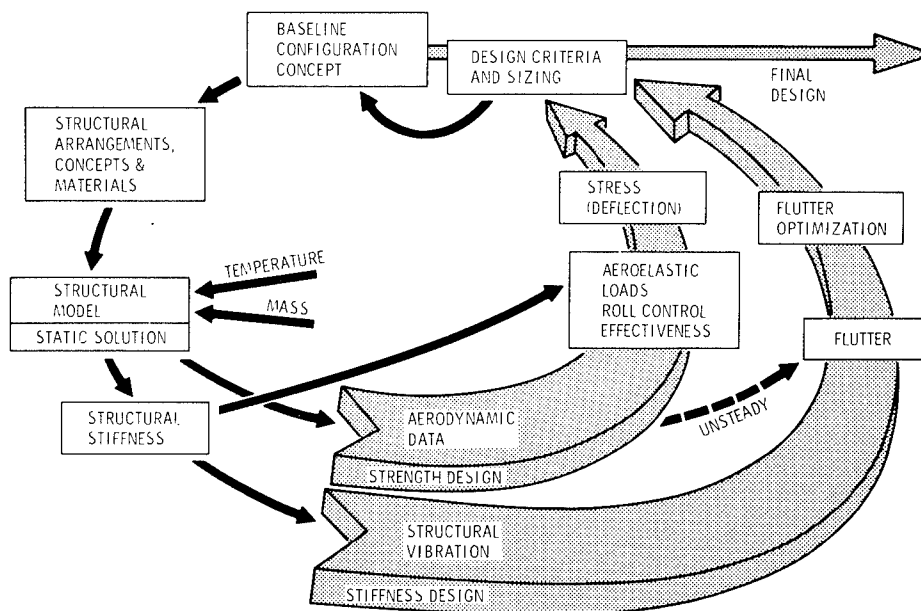 BASELINE
CONFIGURATION
CONCEPT
DESIGN CRITERIA
AND SIZING
FINAL
DESIGN
STRUCTURAL
ARRANGEMENTS,
CONCEPTS &
MATERIALS
STRESS
(DEFLECTION)
FLUTTER
OPTIMIZATION
TEMPERATURE
MASS
STRUCTURAL
MODEL
STATIC SOLUTION
AEROELASTIC
LOADS
ROLL CONTROL
EFFECTIVENESS
FLUTTER
STRUCTURAL
STIFFNESS
AERODYNAMIC
DATA
UNSTEADY
STRENGTH DESIGN
STRUCTURAL
VIBRATION
STIFFNESS DESIGN